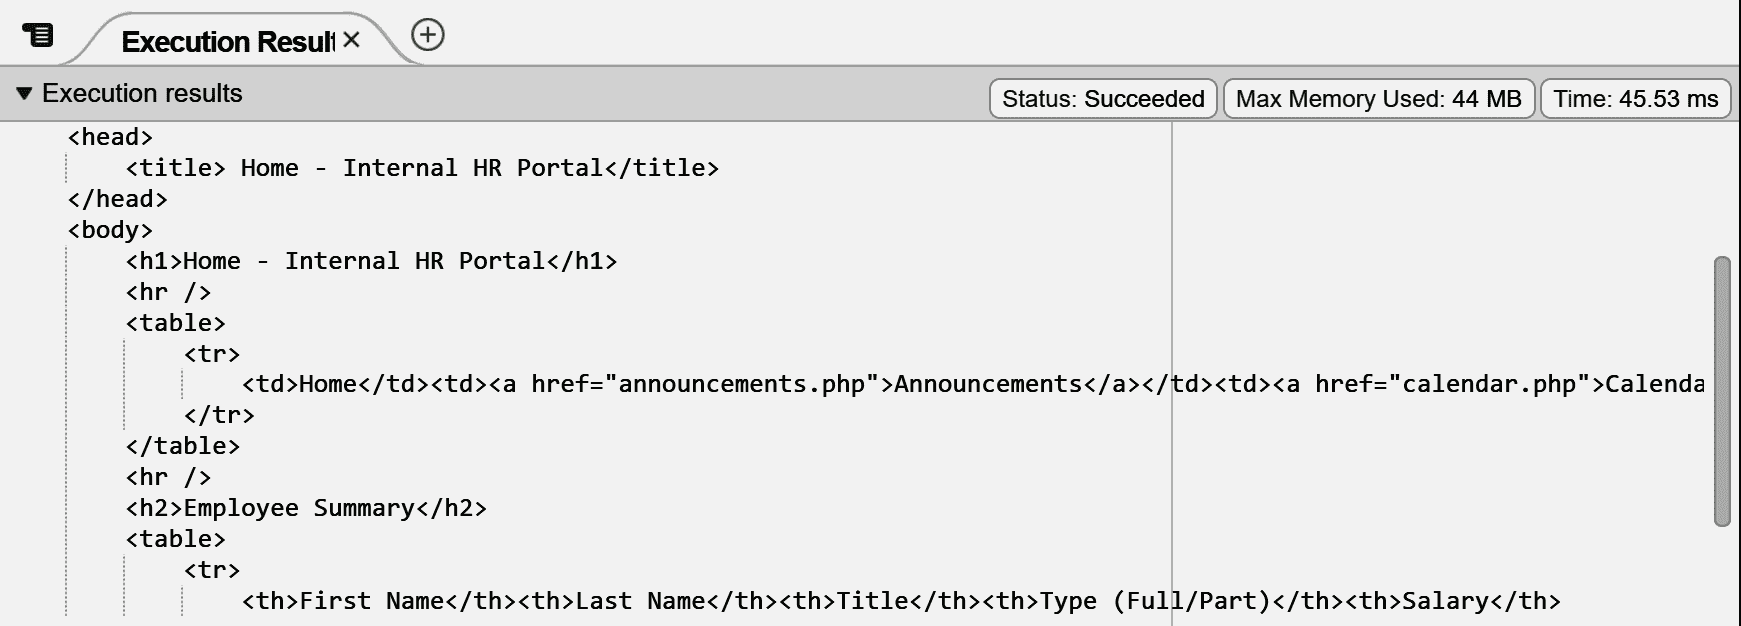 Execution Result
Execution results
Status: Succeeded
Max Memory Used: 44 MB
Time: 45.53 ms
<head>
<title> Home - Internal HR Portal</title>
</head>
<body>
<h1>Home - Internal HR Portal</h1>
<hr />
<table>
<tr>
<td>Home</td><td><a href="announcements.php">Announcements</a></td><td><a href="calendar.php">Calenda
</tr>
</table>
<hr />
<h2>Employee Summary</h2>
<table>
<tr>
<th>First Name</th><th>Last Name</th><th>Title</th><th>Type (Full/Part)</th><th>Salary</th>